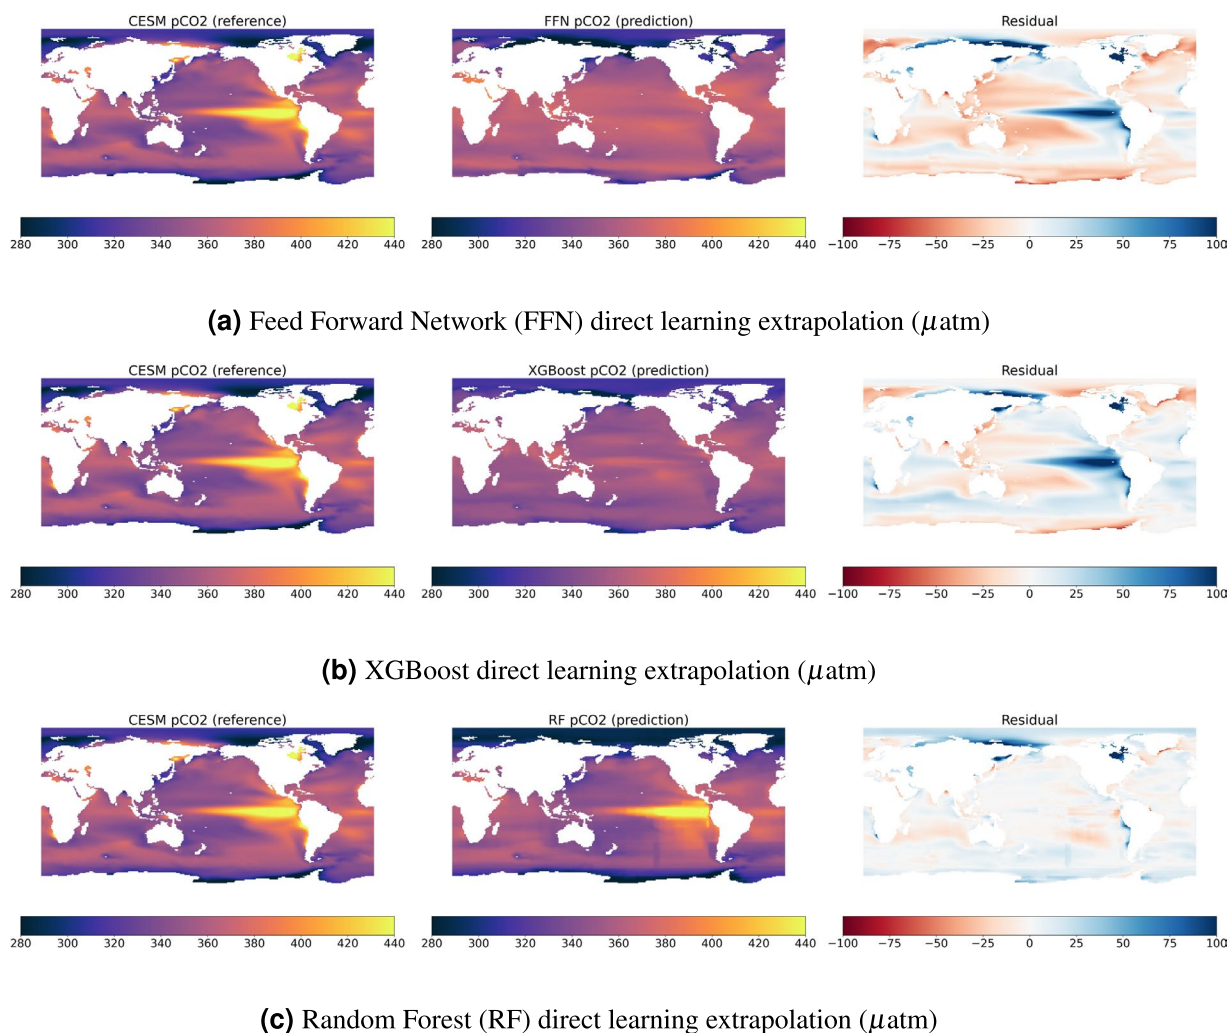 CESM pCO2 (reference) FFN pCO2 (prediction) Residual
280 300 320 340 360 380 400 420 440 280 300 320 340 360 380 400 420 440 −100 −75 −50 −25 0 25 50 75 100
(a) Feed Forward Network (FFN) direct learning extrapolation (μatm)
CESM pCO2 (reference) XGBoost pCO2 (prediction) Residual
280 300 320 340 360 380 400 420 440 280 300 320 340 360 380 400 420 440 −100 −75 −50 −25 0 25 50 75 100
(b) XGBoost direct learning extrapolation (μatm)
CESM pCO2 (reference) RF pCO2 (prediction) Residual
280 300 320 340 360 380 400 420 440 280 300 320 340 360 380 400 420 440 −100 −75 −50 −25 0 25 50 75 100
(c) Random Forest (RF) direct learning extrapolation (μatm)